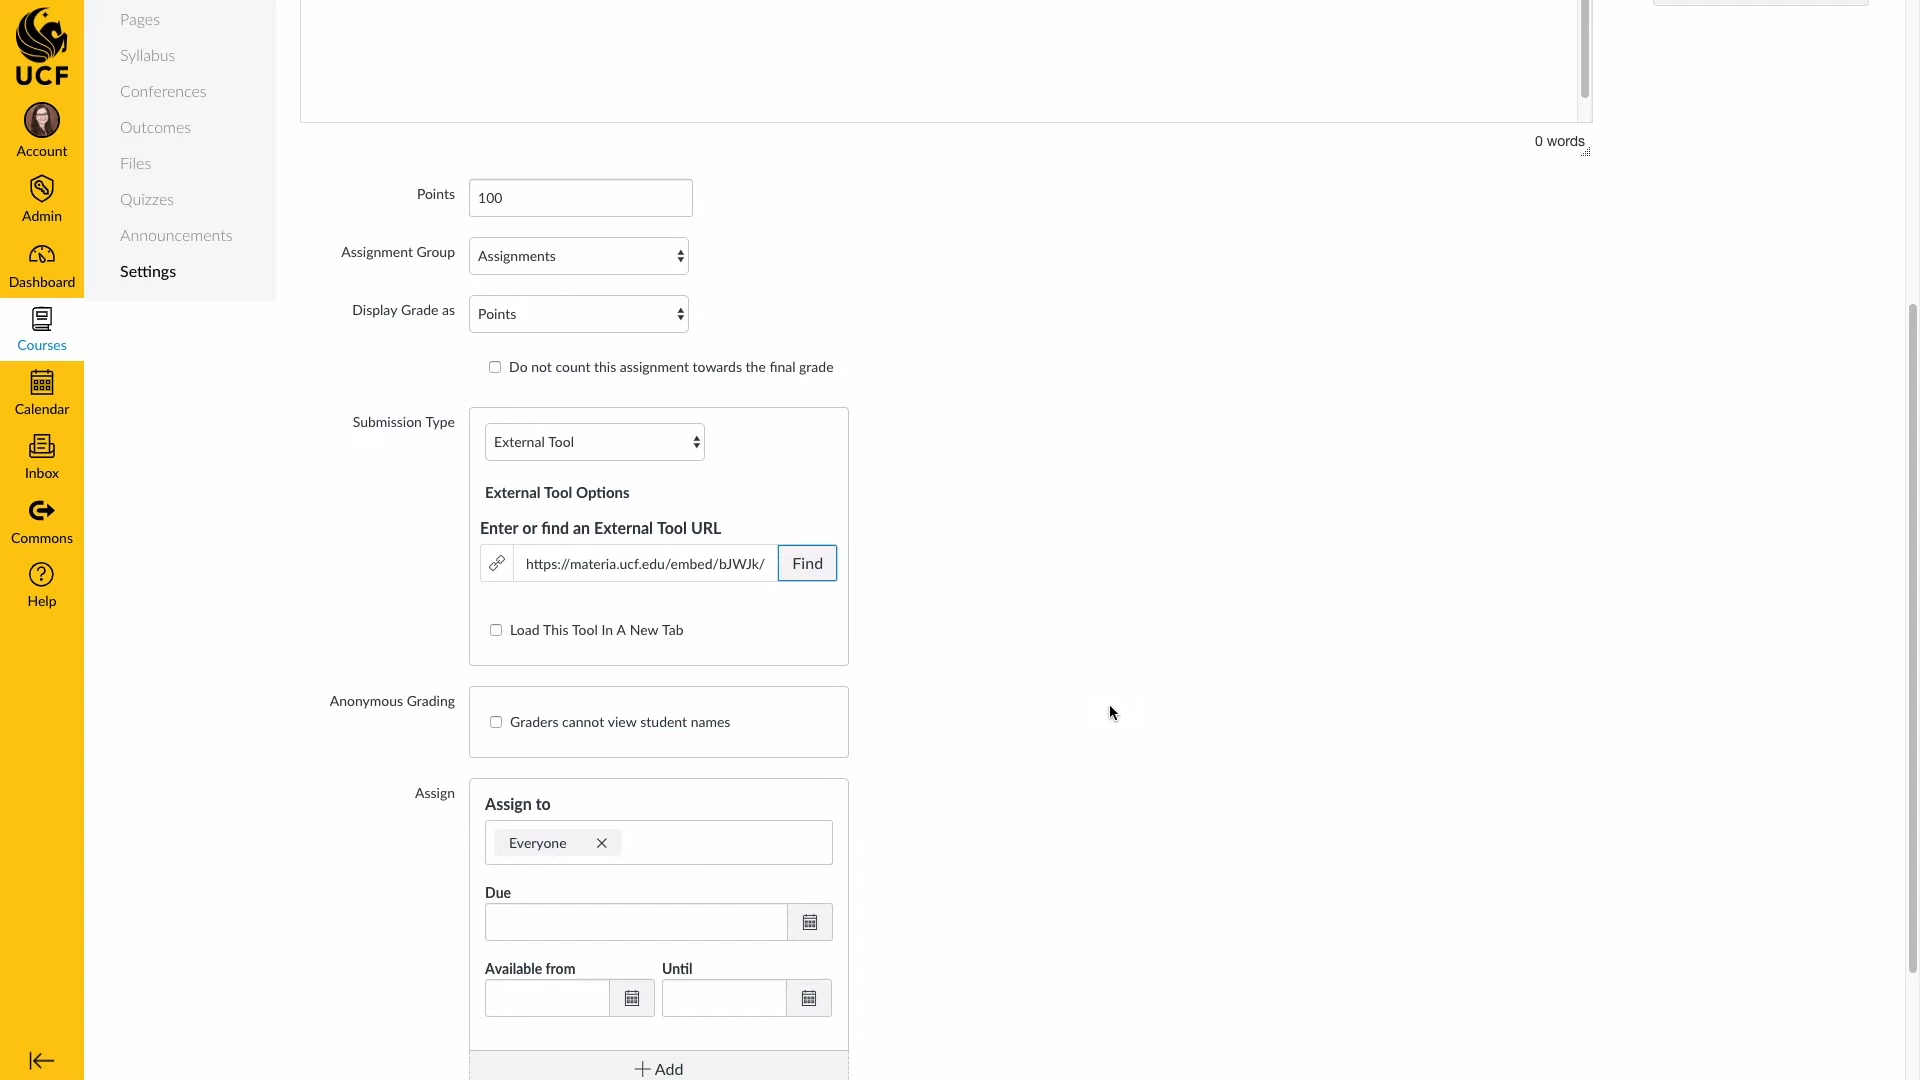 UCF
Account
Admin
Dashboard
Courses
Calendar
Inbox
Commons
Help
Pages
Syllabus
Conferences
Outcomes
Files
Quizzes
Announcements
Settings
0 words
Points
100
Assignment Group
Assignments
Display Grade as
Points
Do not count this assignment towards the final grade
Submission Type
External Tool
External Tool Options
Enter or find an External Tool URL
https://materia.ucf.edu/embed/bJWJk/
Find
Load This Tool In A New Tab
Anonymous Grading
Graders cannot view student names
Assign
Assign to
Everyone
Due
Available from
Until
Add